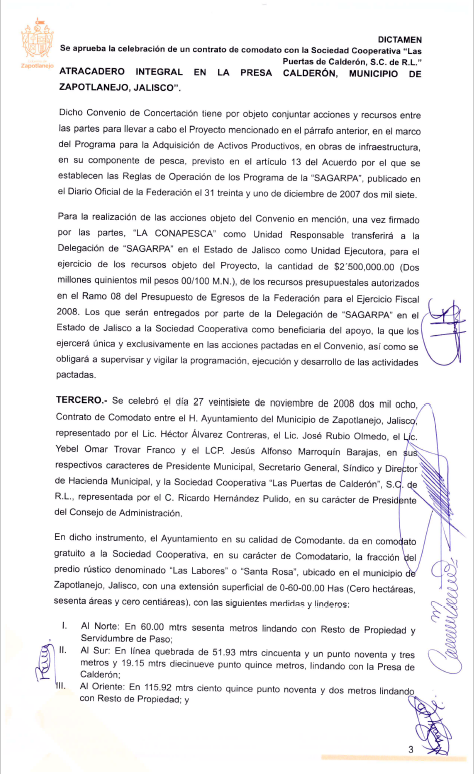 DICTAMEN
Se aprueba la celebración de un contrato de comodato con la Sociedad Cooperativa “Las
Puertas de Calderón, S.C. de R.L.”
Zapotlanejo
ATRACADERO INTEGRAL EN LA PRESA CALDERÓN, MUNICIPIO DE
ZAPOTLANEJO, JALISCO”.
Dicho Convenio de Concertación tiene por objeto conjuntar acciones y recursos entre
las partes para llevar a cabo el Proyecto mencionado en el párrafo anterior, en el marco
del Programa para la Adquisición de Activos Productivos, en obras de infraestructura,
en su componente de pesca, previsto en el artículo 13 del Acuerdo por el que se
establecen las Reglas de Operación de los Programa de la “SAGARPA”, publicado en
el Diario Oficial de la Federación el 31 treinta y uno de diciembre de 2007 dos mil siete.
Para la realización de las acciones objeto del Convenio en mención, una vez firmado
por las partes, “LA CONAPESCA” como Unidad Responsable transferirá a la
Delegación de “SAGARPA” en el Estado de Jalisco como Unidad Ejecutora, para el
ejercicio de los recursos objeto del Proyecto, la cantidad de $2´500,000.00 (Dos
millones quinientos mil pesos 00/100 M.N.), de los recursos presupuestales autorizados
en el Ramo 08 del Presupuesto de Egresos de la Federación para el Ejercicio Fiscal
2008. Los que serán entregados por parte de la Delegación de “SAGARPA” en el
Estado de Jalisco a la Sociedad Cooperativa como beneficiaria del apoyo, la que los
ejercerá única y exclusivamente en las acciones pactadas en el Convenio, así como se
obligará a supervisar y vigilar la programación, ejecución y desarrollo de las actividades
pactadas.
TERCERO.- Se celebró el día 27 veintisiete de noviembre de 2008 dos mil ocho,
Contrato de Comodato entre el H. Ayuntamiento del Municipio de Zapotlanejo, Jalisco,
representado por el Lic. Héctor Álvarez Contreras, el Lic. José Rubio Olmedo, el Lic.
Yebel Omar Trovar Franco y el LCP. Jesús Alfonso Marroquín Barajas, en sus
respectivos caracteres de Presidente Municipal, Secretario General, Síndico y Director
de Hacienda Municipal, y la Sociedad Cooperativa “Las Puertas de Calderón”, S.C. de
R.L., representada por el C. Ricardo Hernández Pulido, en su carácter de Presidente
del Consejo de Administración.
En dicho instrumento, el Ayuntamiento en su calidad de Comodante. da en comodato
gratuito a la Sociedad Cooperativa, en su carácter de Comodatario, la fracción del
predio rústico denominado “Las Labores” o “Santa Rosa”, ubicado en el municipio de
Zapotlanejo, Jalisco, con una extensión superficial de 0-60-00.00 Has (Cero hectáreas,
sesenta áreas y cero centiáreas), con las siguientes medidas y linderos:
I. Al Norte: En 60.00 mtrs sesenta metros lindando con Resto de Propiedad y
Servidumbre de Paso;
II. Al Sur: En línea quebrada de 51.93 mtrs cincuenta y un punto noventa y tres
metros y 19.15 mtrs diecinueve punto quince metros, lindando con la Presa de
Calderón;
III. Al Oriente: En 115.92 mtrs ciento quince punto noventa y dos metros lindando
con Resto de Propiedad; y
3